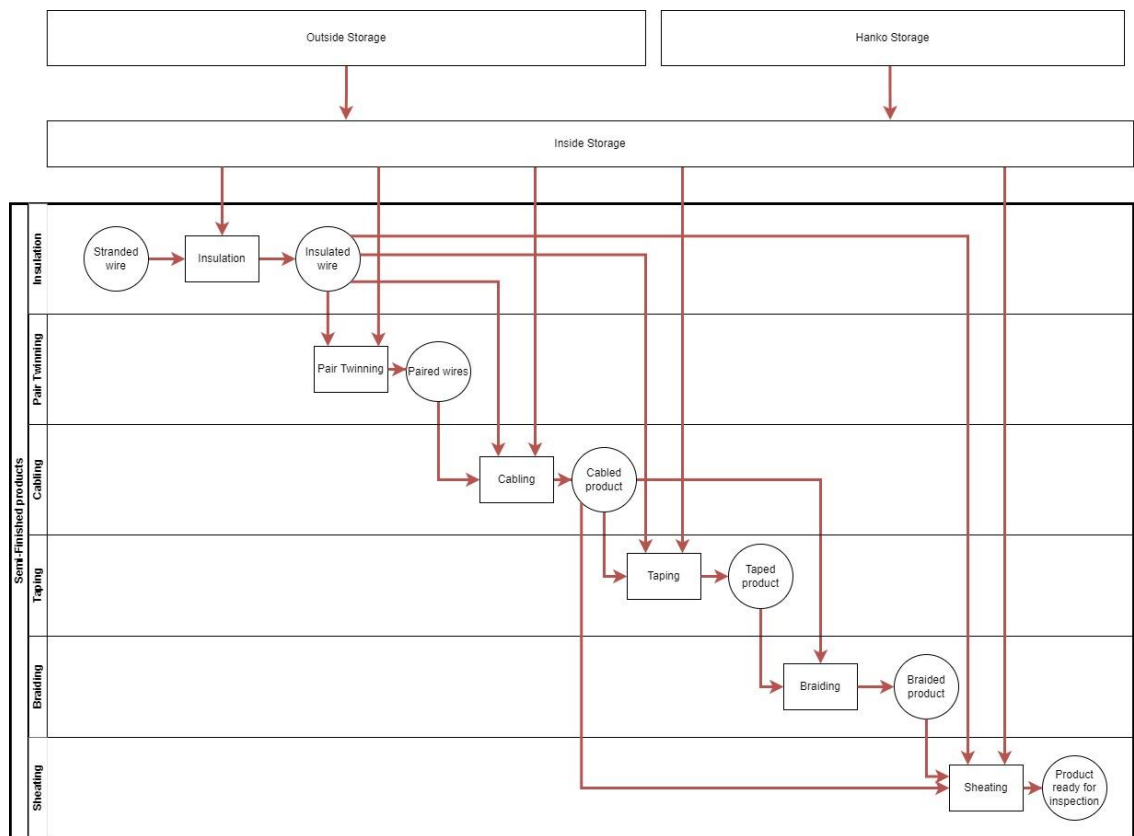 Outside Storage
Hanko Storage
Inside Storage
Semi-Finished products
Insulation
Stranded
wire
Insulation
Insulated
wire
Pair Twinning
Pair Twinning
Paired wires
Cabling
Cabling
Cabled
product
Taping
Taping
Taped
product
Braiding
Braiding
Braided
product
Sheating
Sheating
Product
ready for
inspection